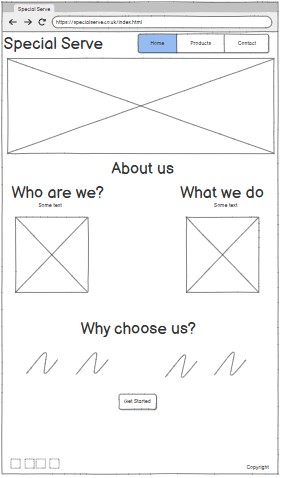 Special Serve
https://specialserve.co.uk/index.html
Special Serve
Home Products Contact
About us
Who are we? What we do
Some text Some text
Why choose us?
Get Started
Copyright